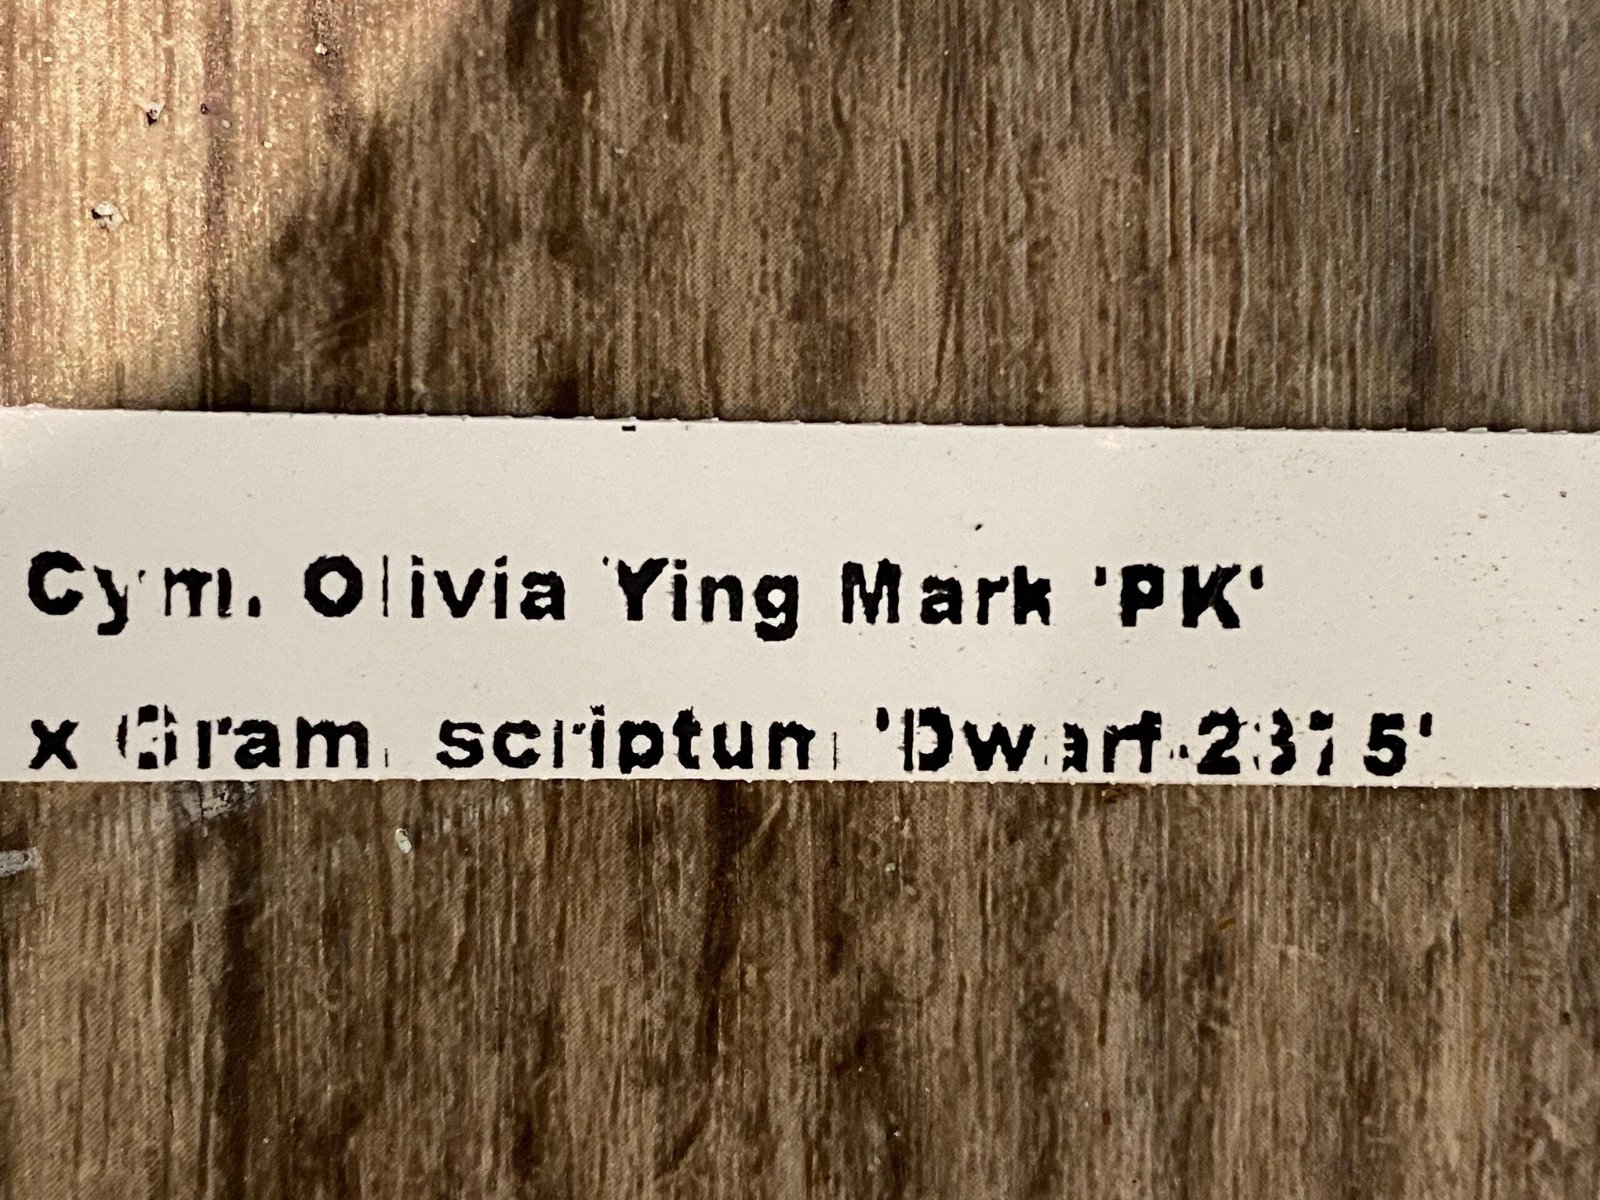 Cym. Olivia Ying Mark 'PK'
x Gram. scriptum 'Dwarf-2375'